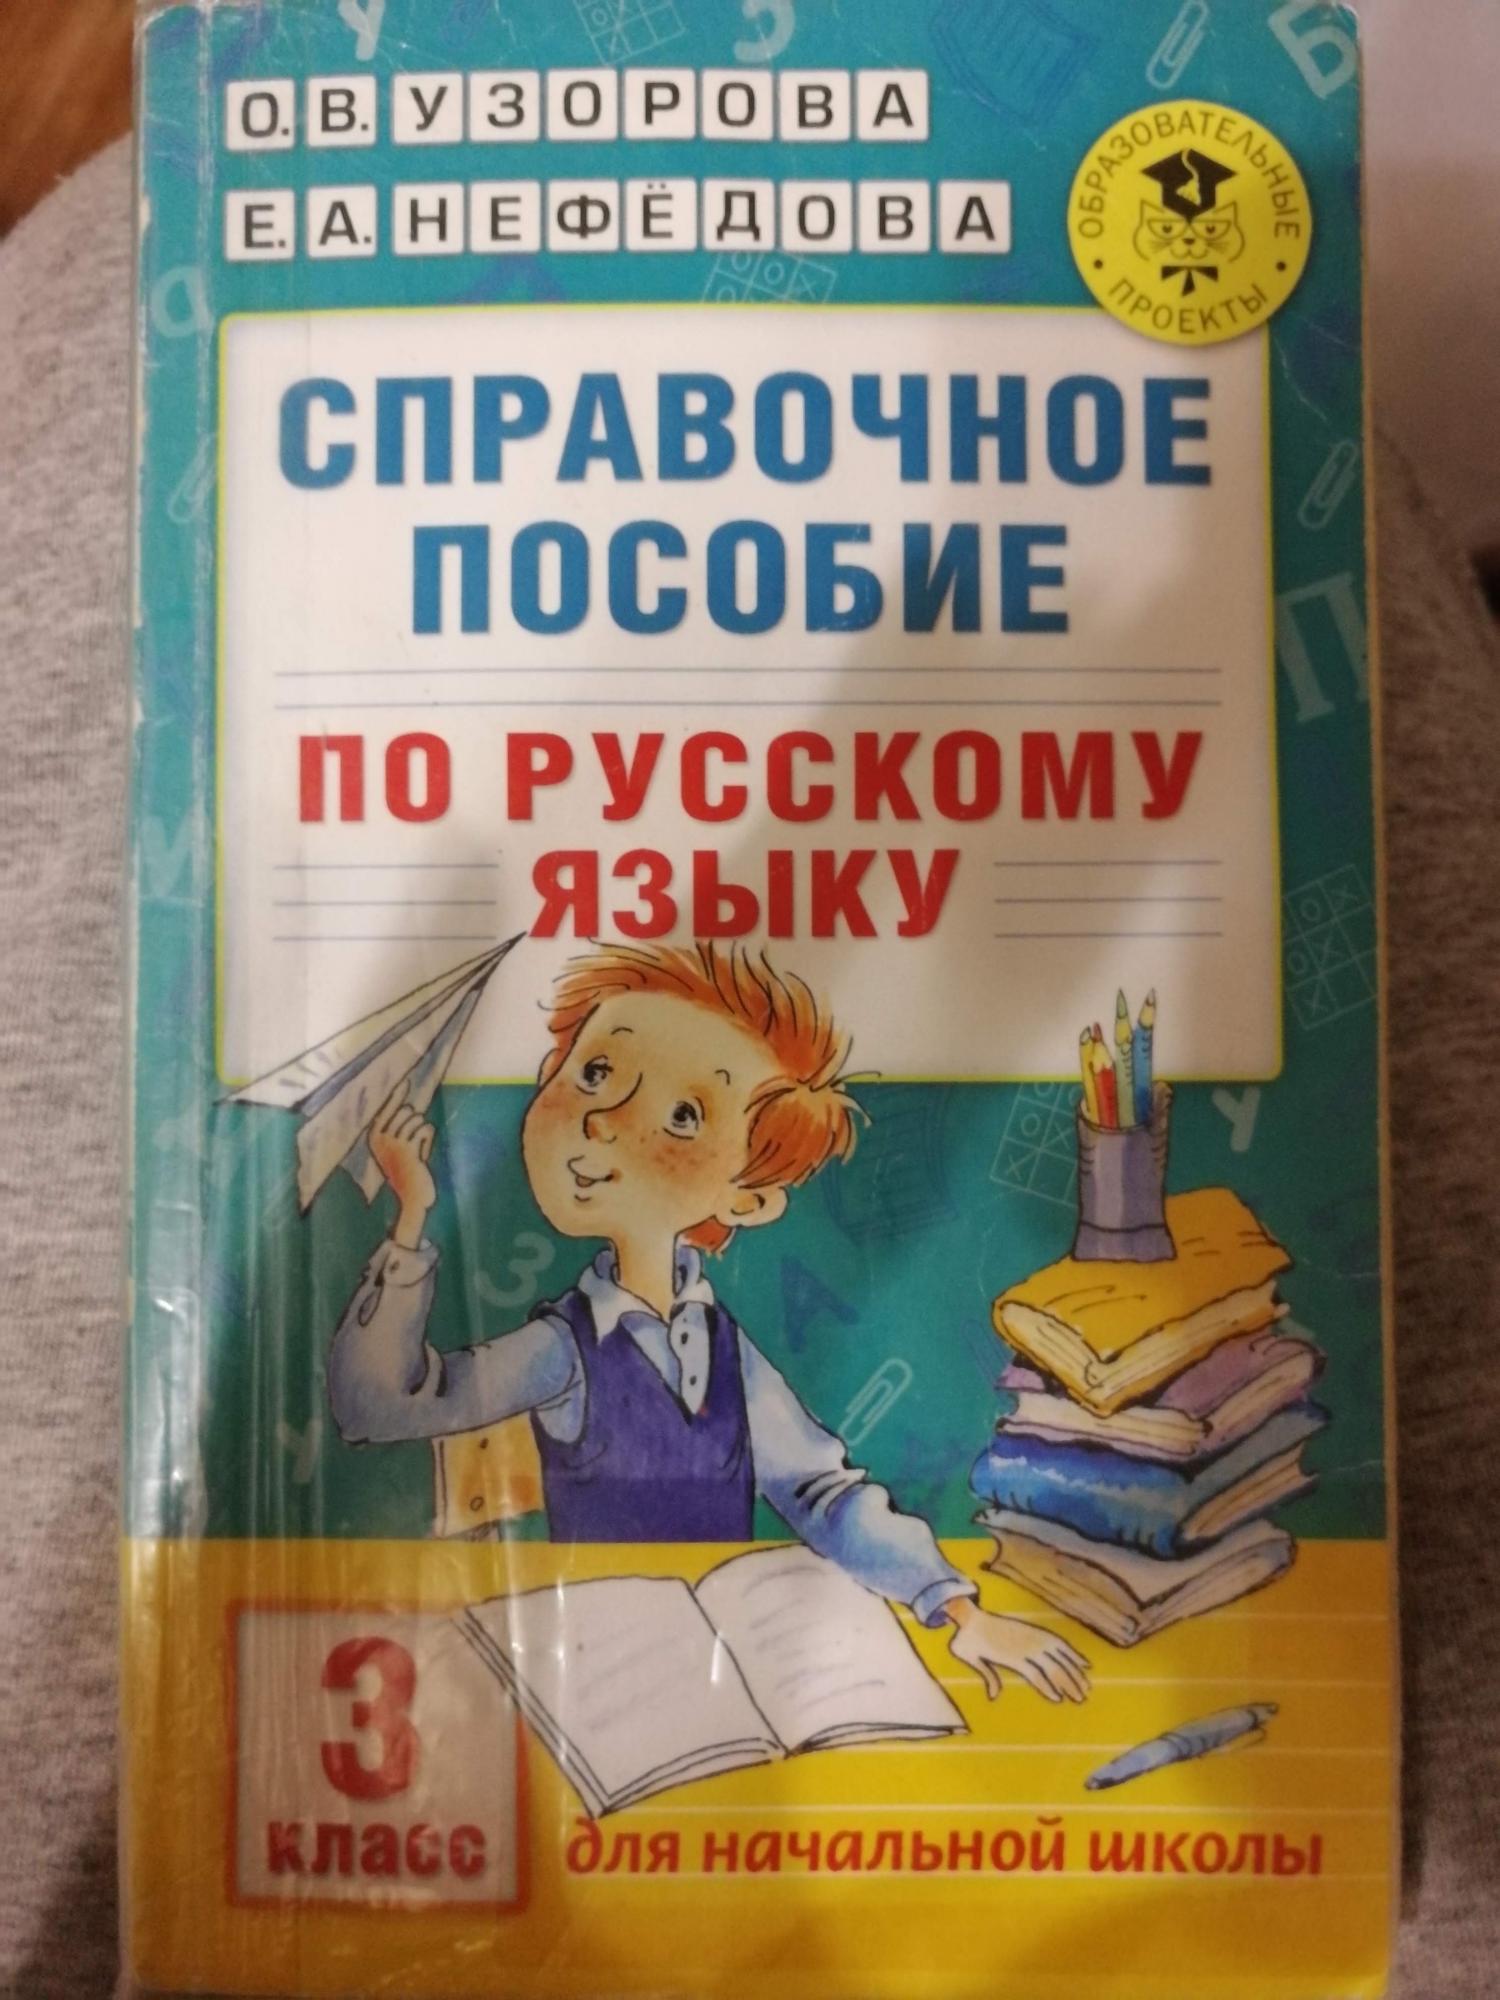 О.В. УЗОРОВА
Е.А. НЕФЁДОВА
ОБРАЗОВАТЕЛЬНЫЕ
ПРОЕКТЫ
СПРАВОЧНОЕ
ПОСОБИЕ
ПО РУССКОМУ
ЯЗЫКУ
3
класс
для начальной школы